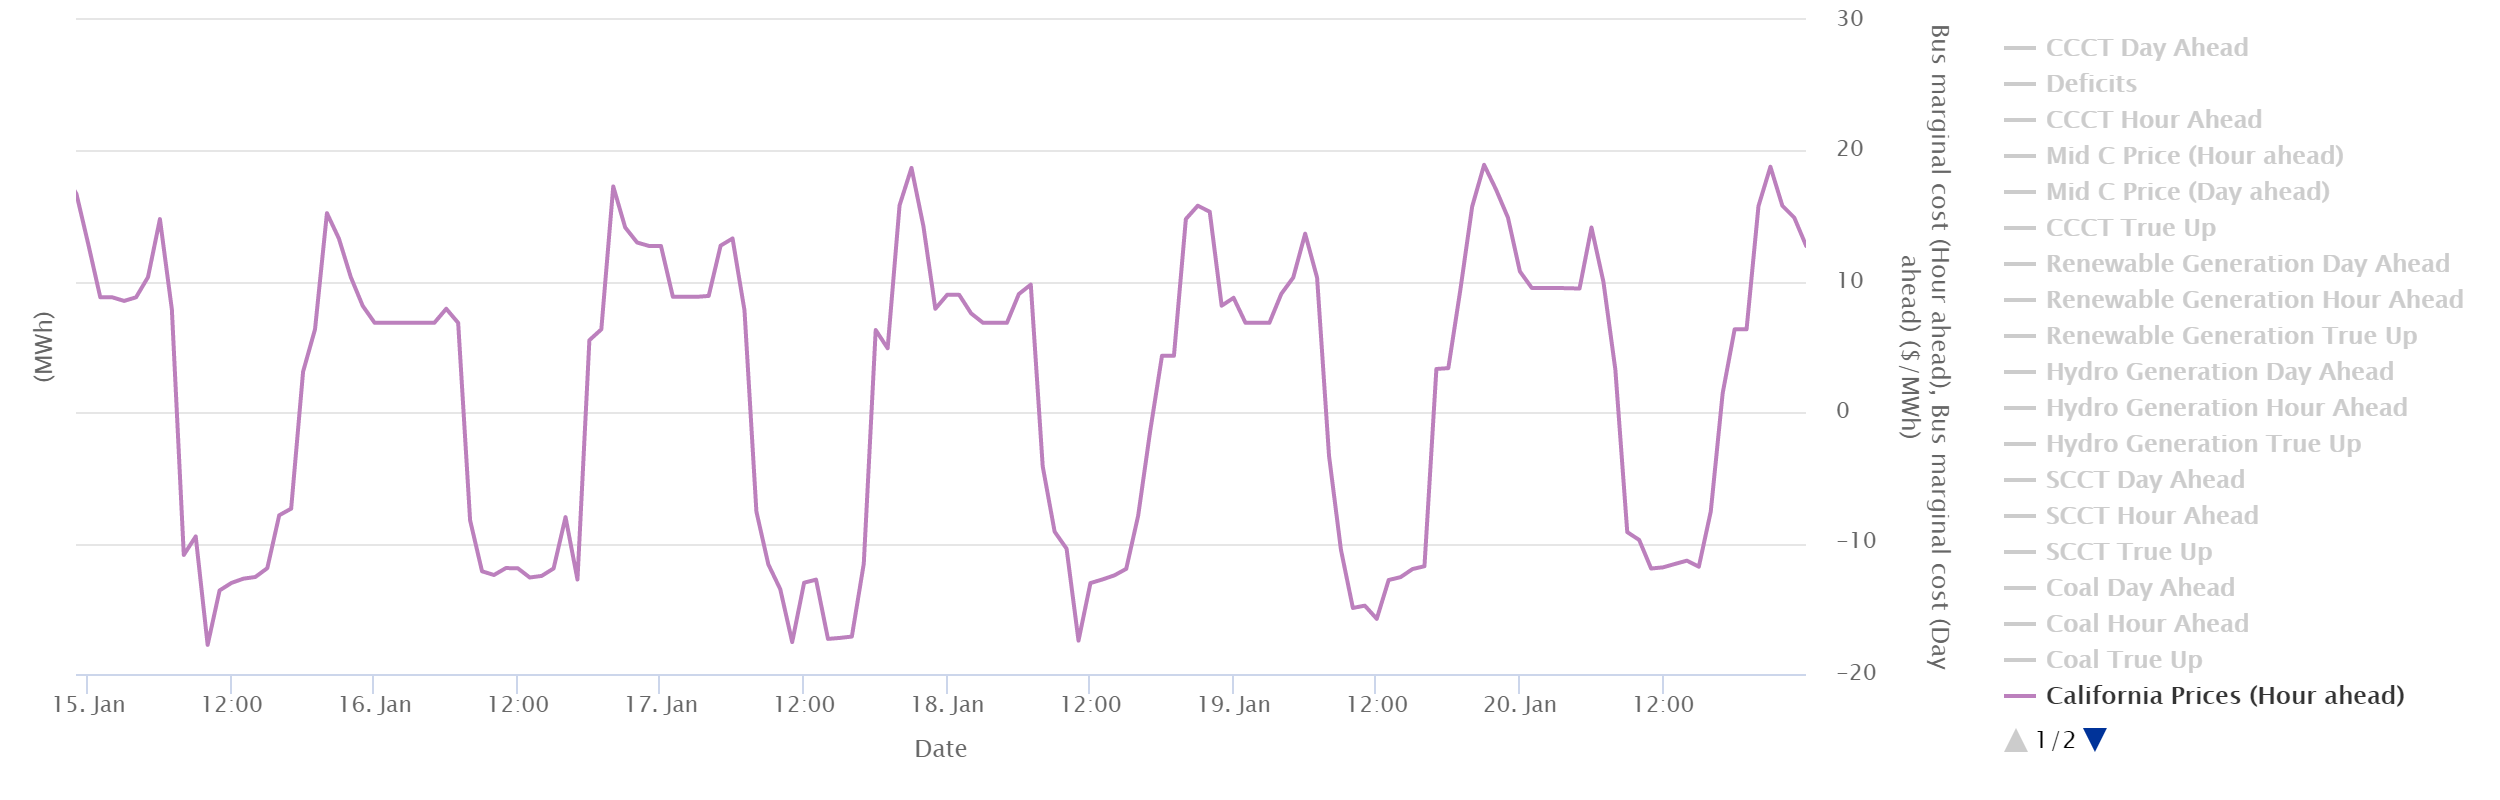 30
20
10
0
-10
-20
(MWh)
Bus marginal cost (Hour ahead), Bus marginal cost (Day
ahead) ($/MWh)
15. Jan
12:00
16. Jan
12:00
17. Jan
12:00
18. Jan
12:00
19. Jan
12:00
20. Jan
12:00
Date
CCCT Day Ahead
Deficits
CCCT Hour Ahead
Mid C Price (Hour ahead)
Mid C Price (Day ahead)
CCCT True Up
Renewable Generation Day Ahead
Renewable Generation Hour Ahead
Renewable Generation True Up
Hydro Generation Day Ahead
Hydro Generation Hour Ahead
Hydro Generation True Up
SCCT Day Ahead
SCCT Hour Ahead
SCCT True Up
Coal Day Ahead
Coal Hour Ahead
Coal True Up
California Prices (Hour ahead)
1/2